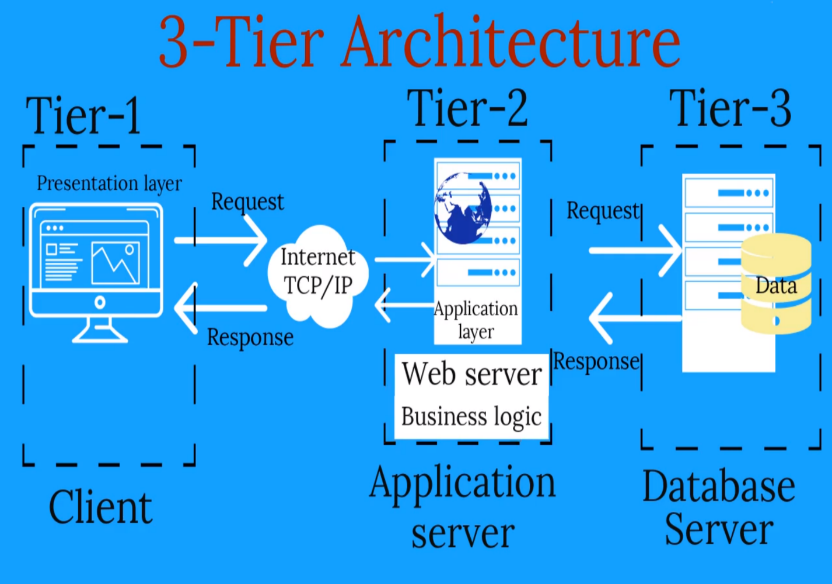 3-Tier Architecture
Tier-1
Tier-2
Tier-3
Presentation layer
Request
Internet
TCP/IP
Response
Application
layer
Web server
Business logic
Request
Response
Data
Client
Application
server
Database
Server